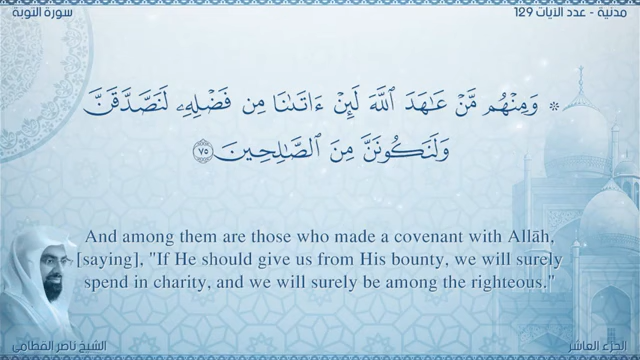 سورة التوبة
مدنية - عدد الآيات 129
۞ وَمِنْهُم مَّنْ عَـٰهَدَ ٱللَّهَ لَئِنْ ءَاتَىٰنَا مِن فَضْلِهِۦ لَنَصَّدَّقَنَّ
وَلَنَكُونَنَّ مِنَ ٱلصَّـٰلِحِينَ ٧٥
And among them are those who made a covenant with Allāh,
[saying], "If He should give us from His bounty, we will surely
spend in charity, and we will surely be among the righteous."
الشيخ ناصر القطامي
الجزء العاشر